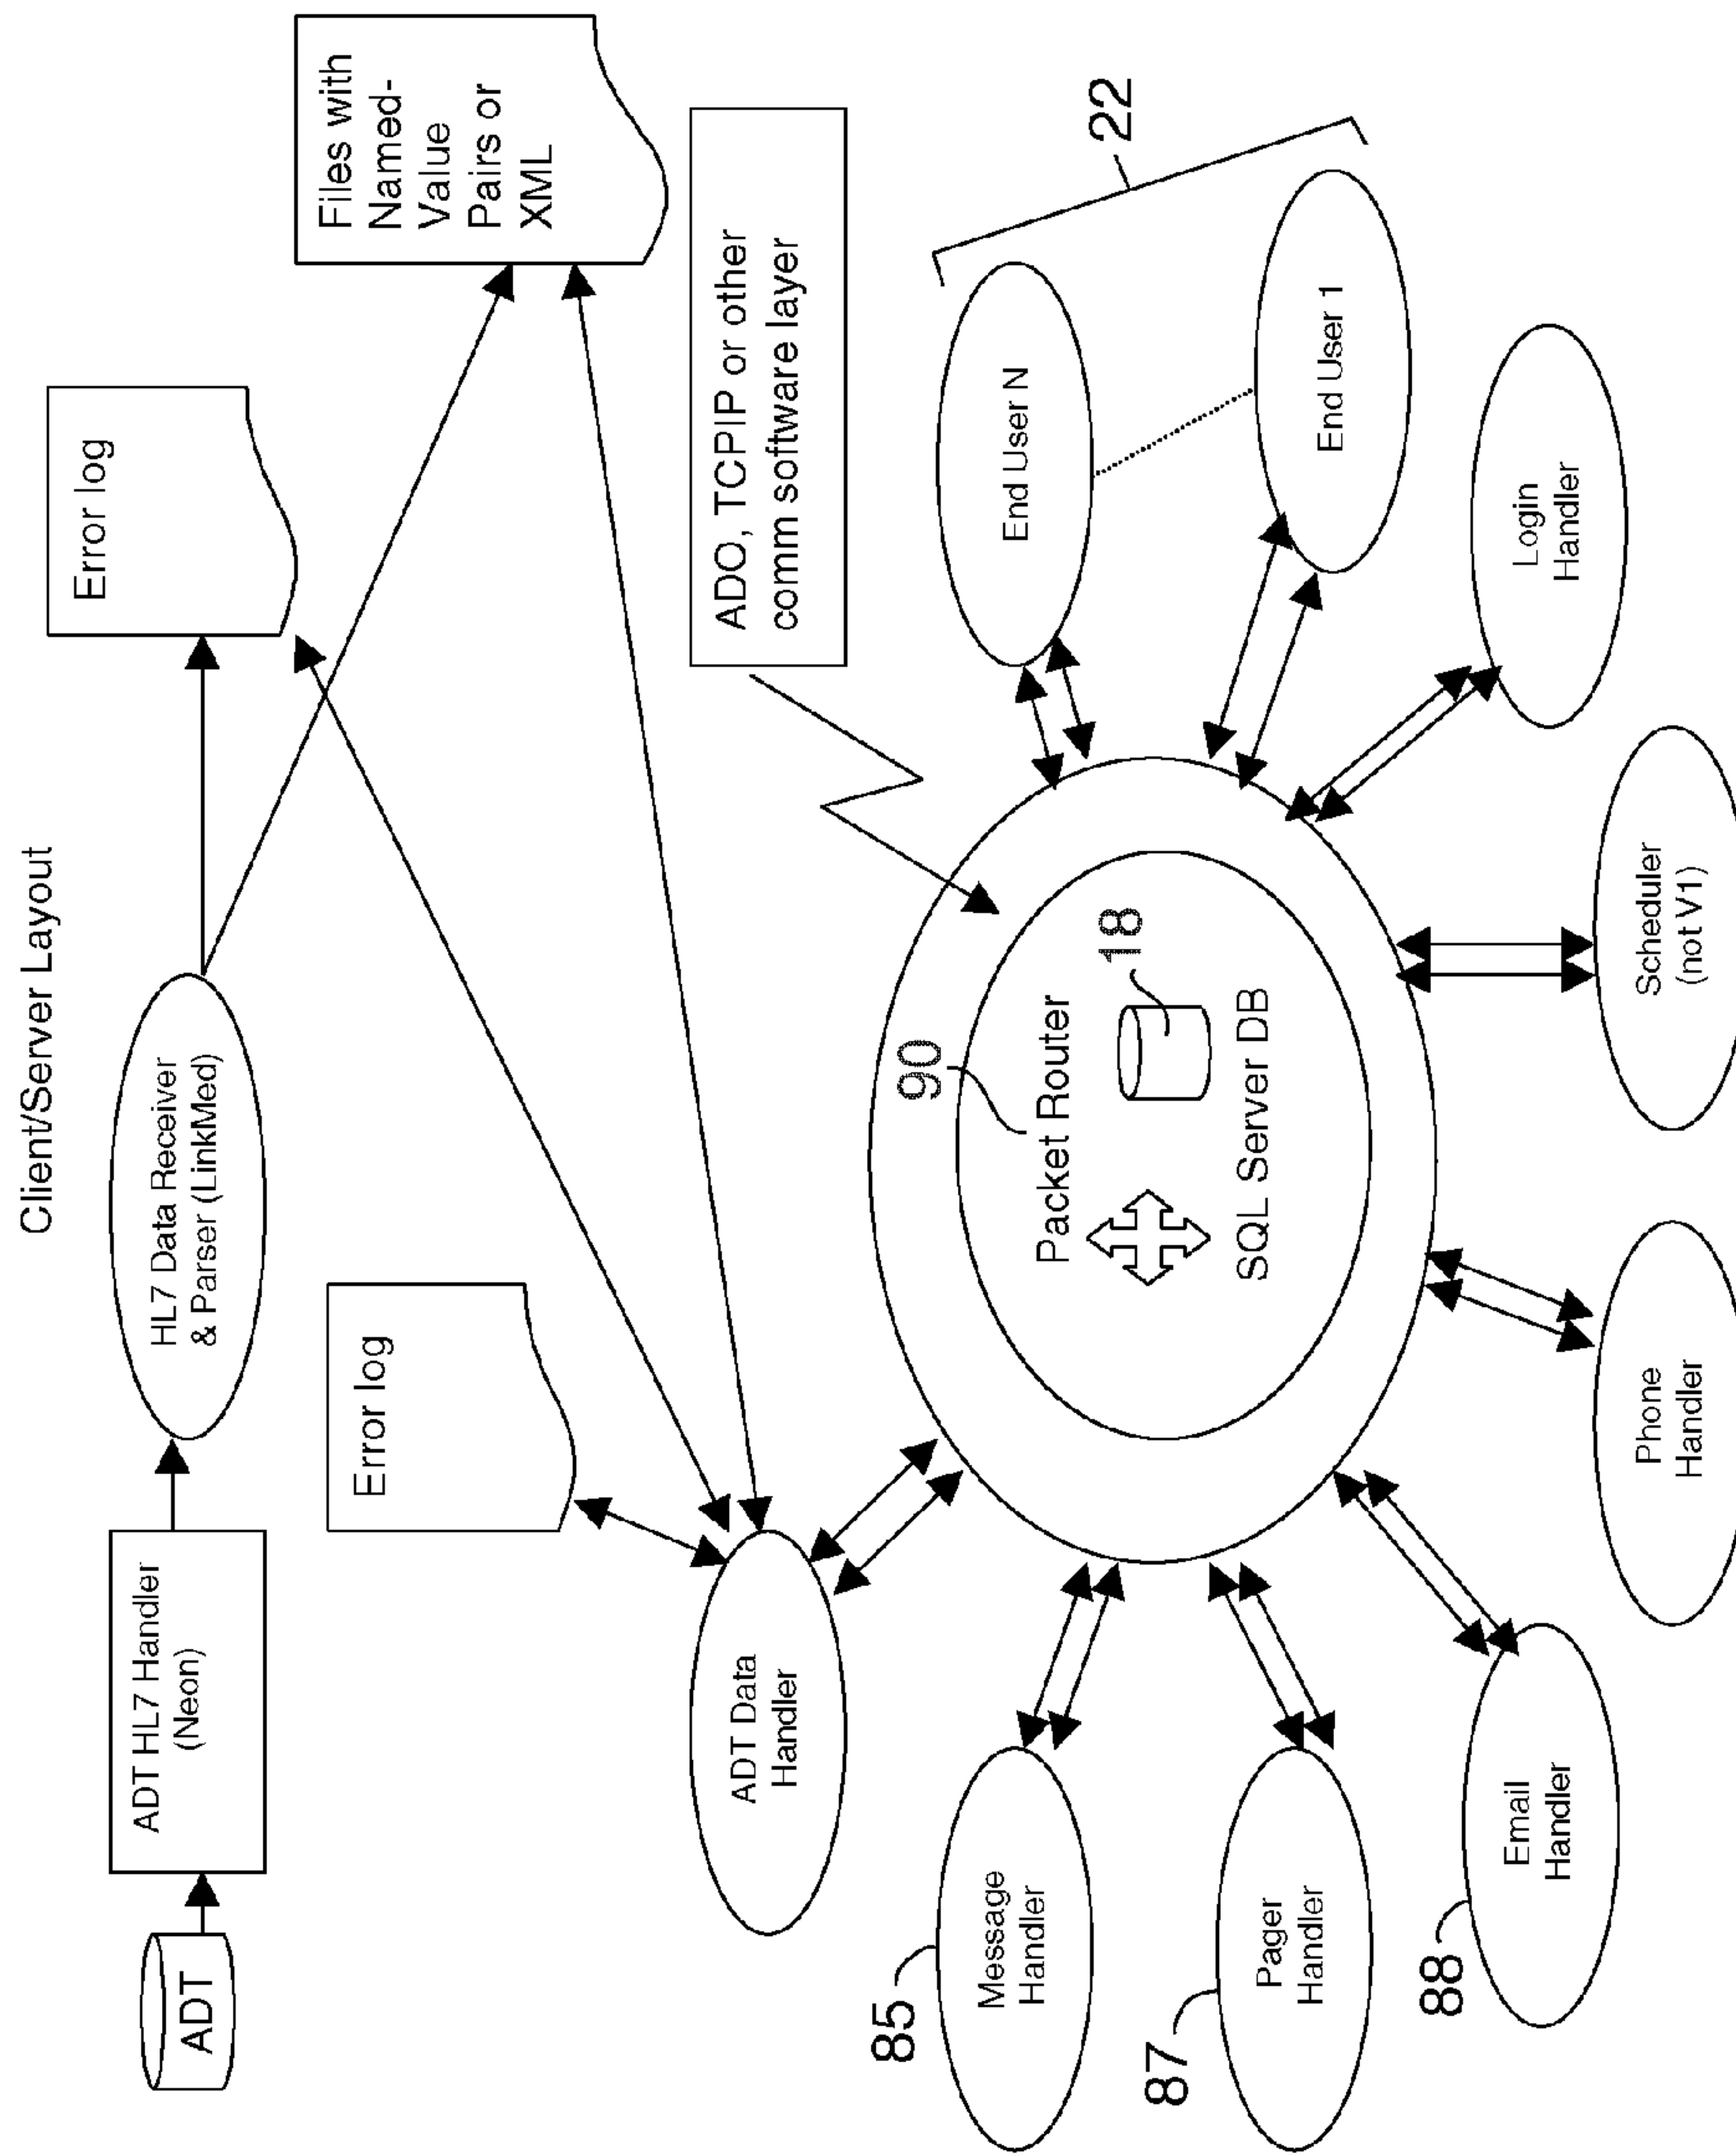 Client/Server Layout
ADT
ADT HL7 Handler
(Neon)
HL7 Data Receiver
& Parser (LinkMed)
Error log
Files with
Named-
Value
Pairs or
XML
Error log
ADO, TCPIP or other
comm software layer
ADT Data
Handler
85
Message
Handler
87
Pager
Handler
88
Email
Handler
Phone
Handler
Scheduler
(not V1)
Login
Handler
End User 1
End User N
22
90
Packet Router
18
SQL Server DB